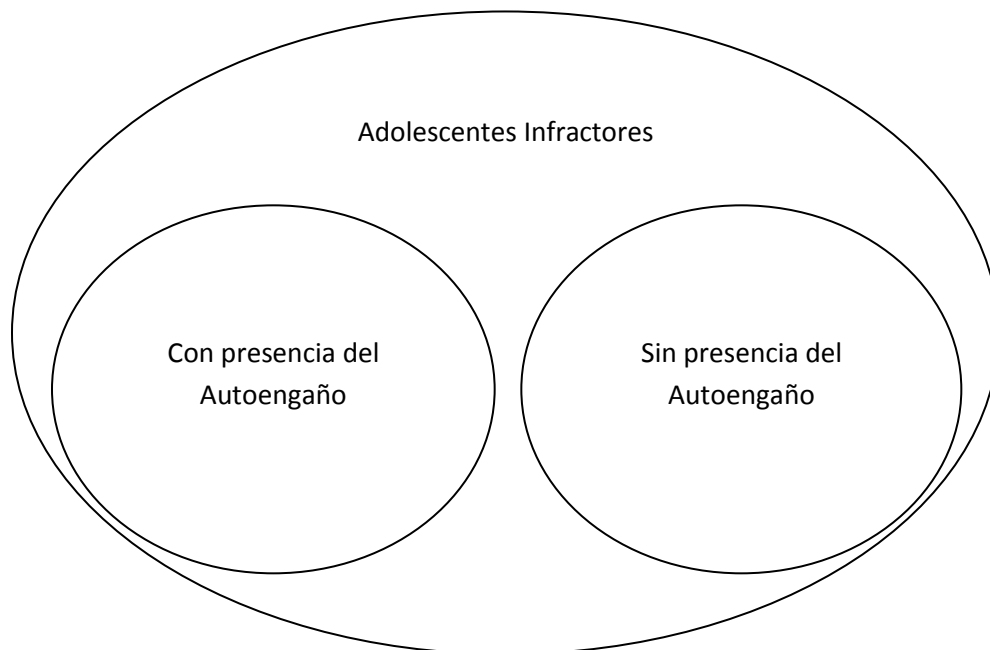 Adolescentes Infractores
Con presencia del
Autoengaño
Sin presencia del
Autoengaño